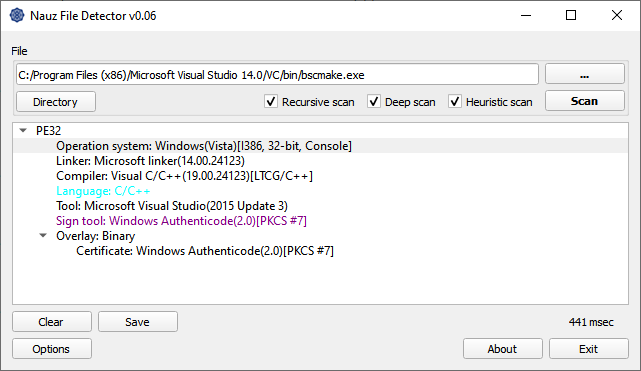 Nauz File Detector v0.06
File
C:/Program Files (x86)/Microsoft Visual Studio 14.0/VC/bin/bscmake.exe
...
Directory
Recursive scan
Deep scan
Heuristic scan
Scan
PE32
Operation system: Windows(Vista)[I386, 32-bit, Console]
Linker: Microsoft linker(14.00.24123)
Compiler: Visual C/C++(19.00.24123)[LTCG/C++]
Language: C/C++
Tool: Microsoft Visual Studio(2015 Update 3)
Sign tool: Windows Authenticode(2.0)[PKCS #7]
Overlay: Binary
Certificate: Windows Authenticode(2.0)[PKCS #7]
Clear
Save
441 msec
Options
About
Exit